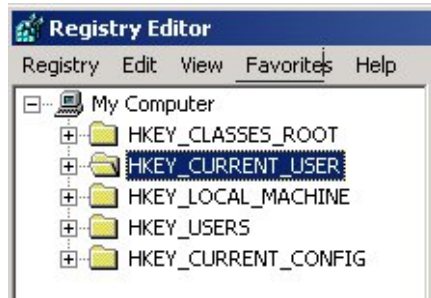 Registry Editor
Registry Edit View Favorites Help
My Computer
HKEY_CLASSES_ROOT
HKEY_CURRENT_USER
HKEY_LOCAL_MACHINE
HKEY_USERS
HKEY_CURRENT_CONFIG